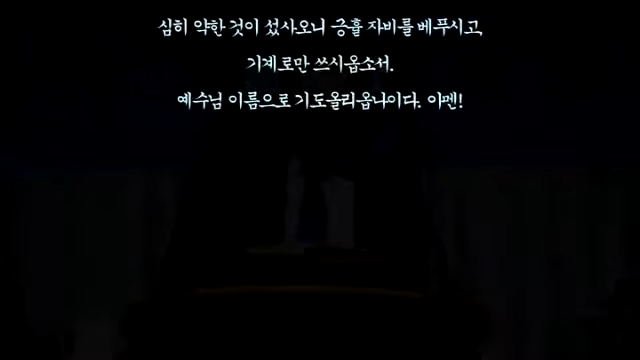 심히 약한 것이 섰사오니 긍휼 자비를 베푸시고,
기계로만 쓰시옵소서.
예수님 이름으로 기도올리옵나이다. 아멘!